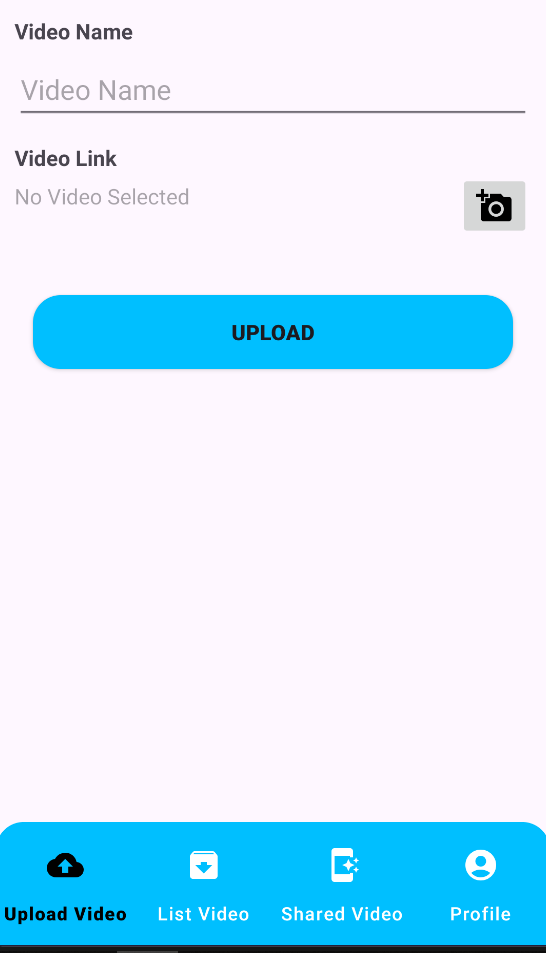 Video Name
Video Name
Video Link
No Video Selected
UPLOAD
Upload Video
List Video
Shared Video
Profile